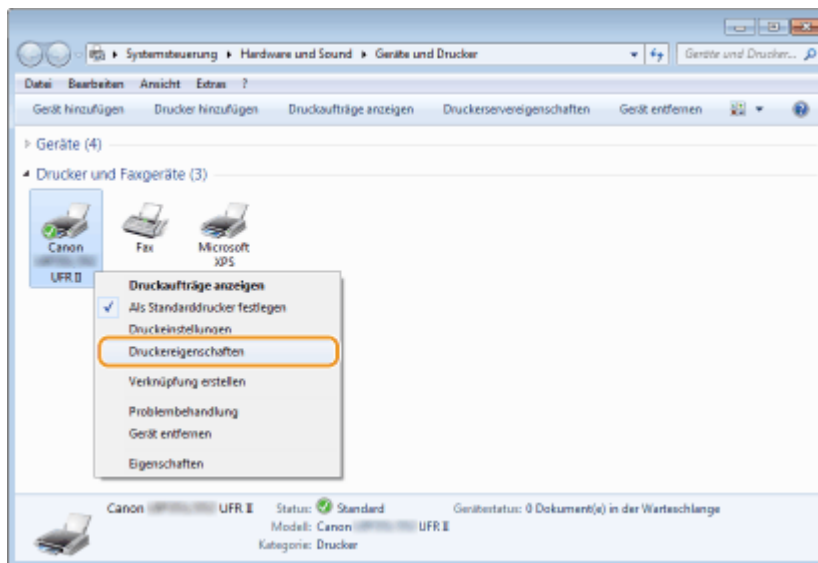 Systemsteuerung ▸ Hardware und Sound ▸ Geräte und Drucker Geräte und Drucker...
Datei Bearbeiten Ansicht Extras ?
Gerät hinzufügen Drucker hinzufügen Druckaufträge anzeigen Druckerservereigenschaften Gerät entfernen
Geräte (4)
Drucker und Faxgeräte (3)
Canon Fax Microsoft
XPS
UFR II
Druckaufträge anzeigen
Als Standarddrucker festlegen
Druckeinstellungen
Druckereigenschaften
Verknüpfung erstellen
Problembehandlung
Gerät entfernen
Eigenschaften
Canon UFR II Status: Standard Gerätestatus: 0 Dokument(e) in der Warteschlange
Modell: Canon UFR II
Kategorie: Drucker